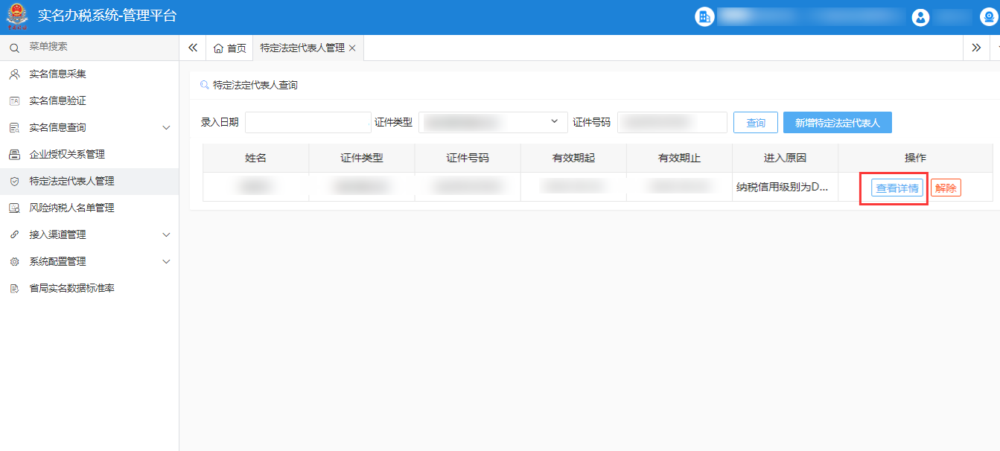 实名办税系统-管理平台
菜单搜索
首页
特定法定代表人管理
实名信息采集
实名信息验证
实名信息查询
企业授权关系管理
特定法定代表人管理
风险纳税人名单管理
接入渠道管理
系统配置管理
省局实名数据标准率
特定法定代表人查询
录入日期 证件类型 证件号码 查询 新增特定法定代表人
姓名 证件类型 证件号码 有效期起 有效期止 进入原因 操作
纳税信用级别为D... 查看详情 解除